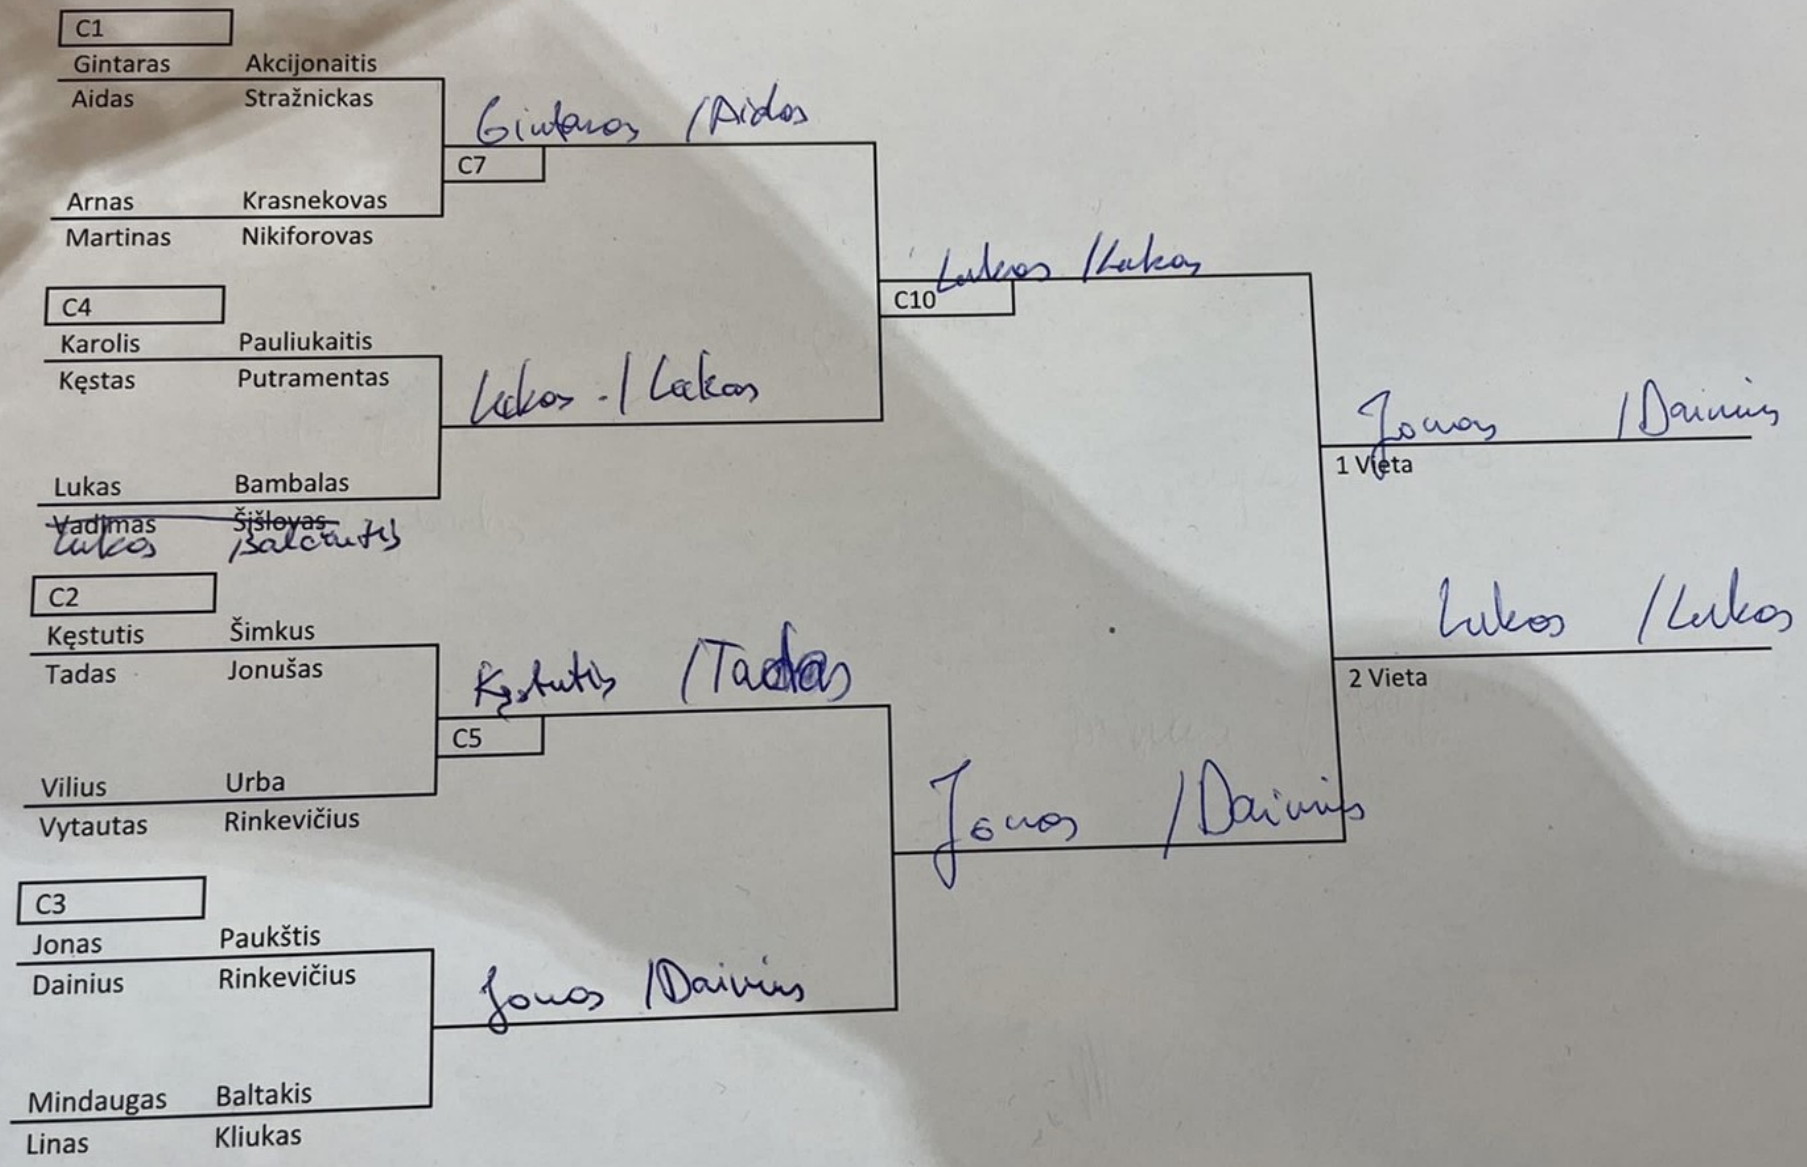 C1
Gintaras Akcijonaitis
Aidas Stražnickas
Gintaras / Aidas
C7
Arnas Krasnekovas
Martinas Nikiforovas
Lukas / Lukas
C10
C4
Karolis Pauliukaitis
Kęstas Putramentas
Lukas / Lukas
Jonas / Dainius
1 Vieta
Lukas Bambalas
Vadimas Šišlovas
Lukas Balčiutis
Lukas / Lukas
2 Vieta
C2
Kęstutis Šimkus
Tadas Jonušas
Kęstutis / Tadas
C5
Vilius Urba
Vytautas Rinkevičius
Jonas / Dainius
C3
Jonas Paukštis
Dainius Rinkevičius
Jonas / Dainius
Mindaugas Baltakis
Linas Kliukas